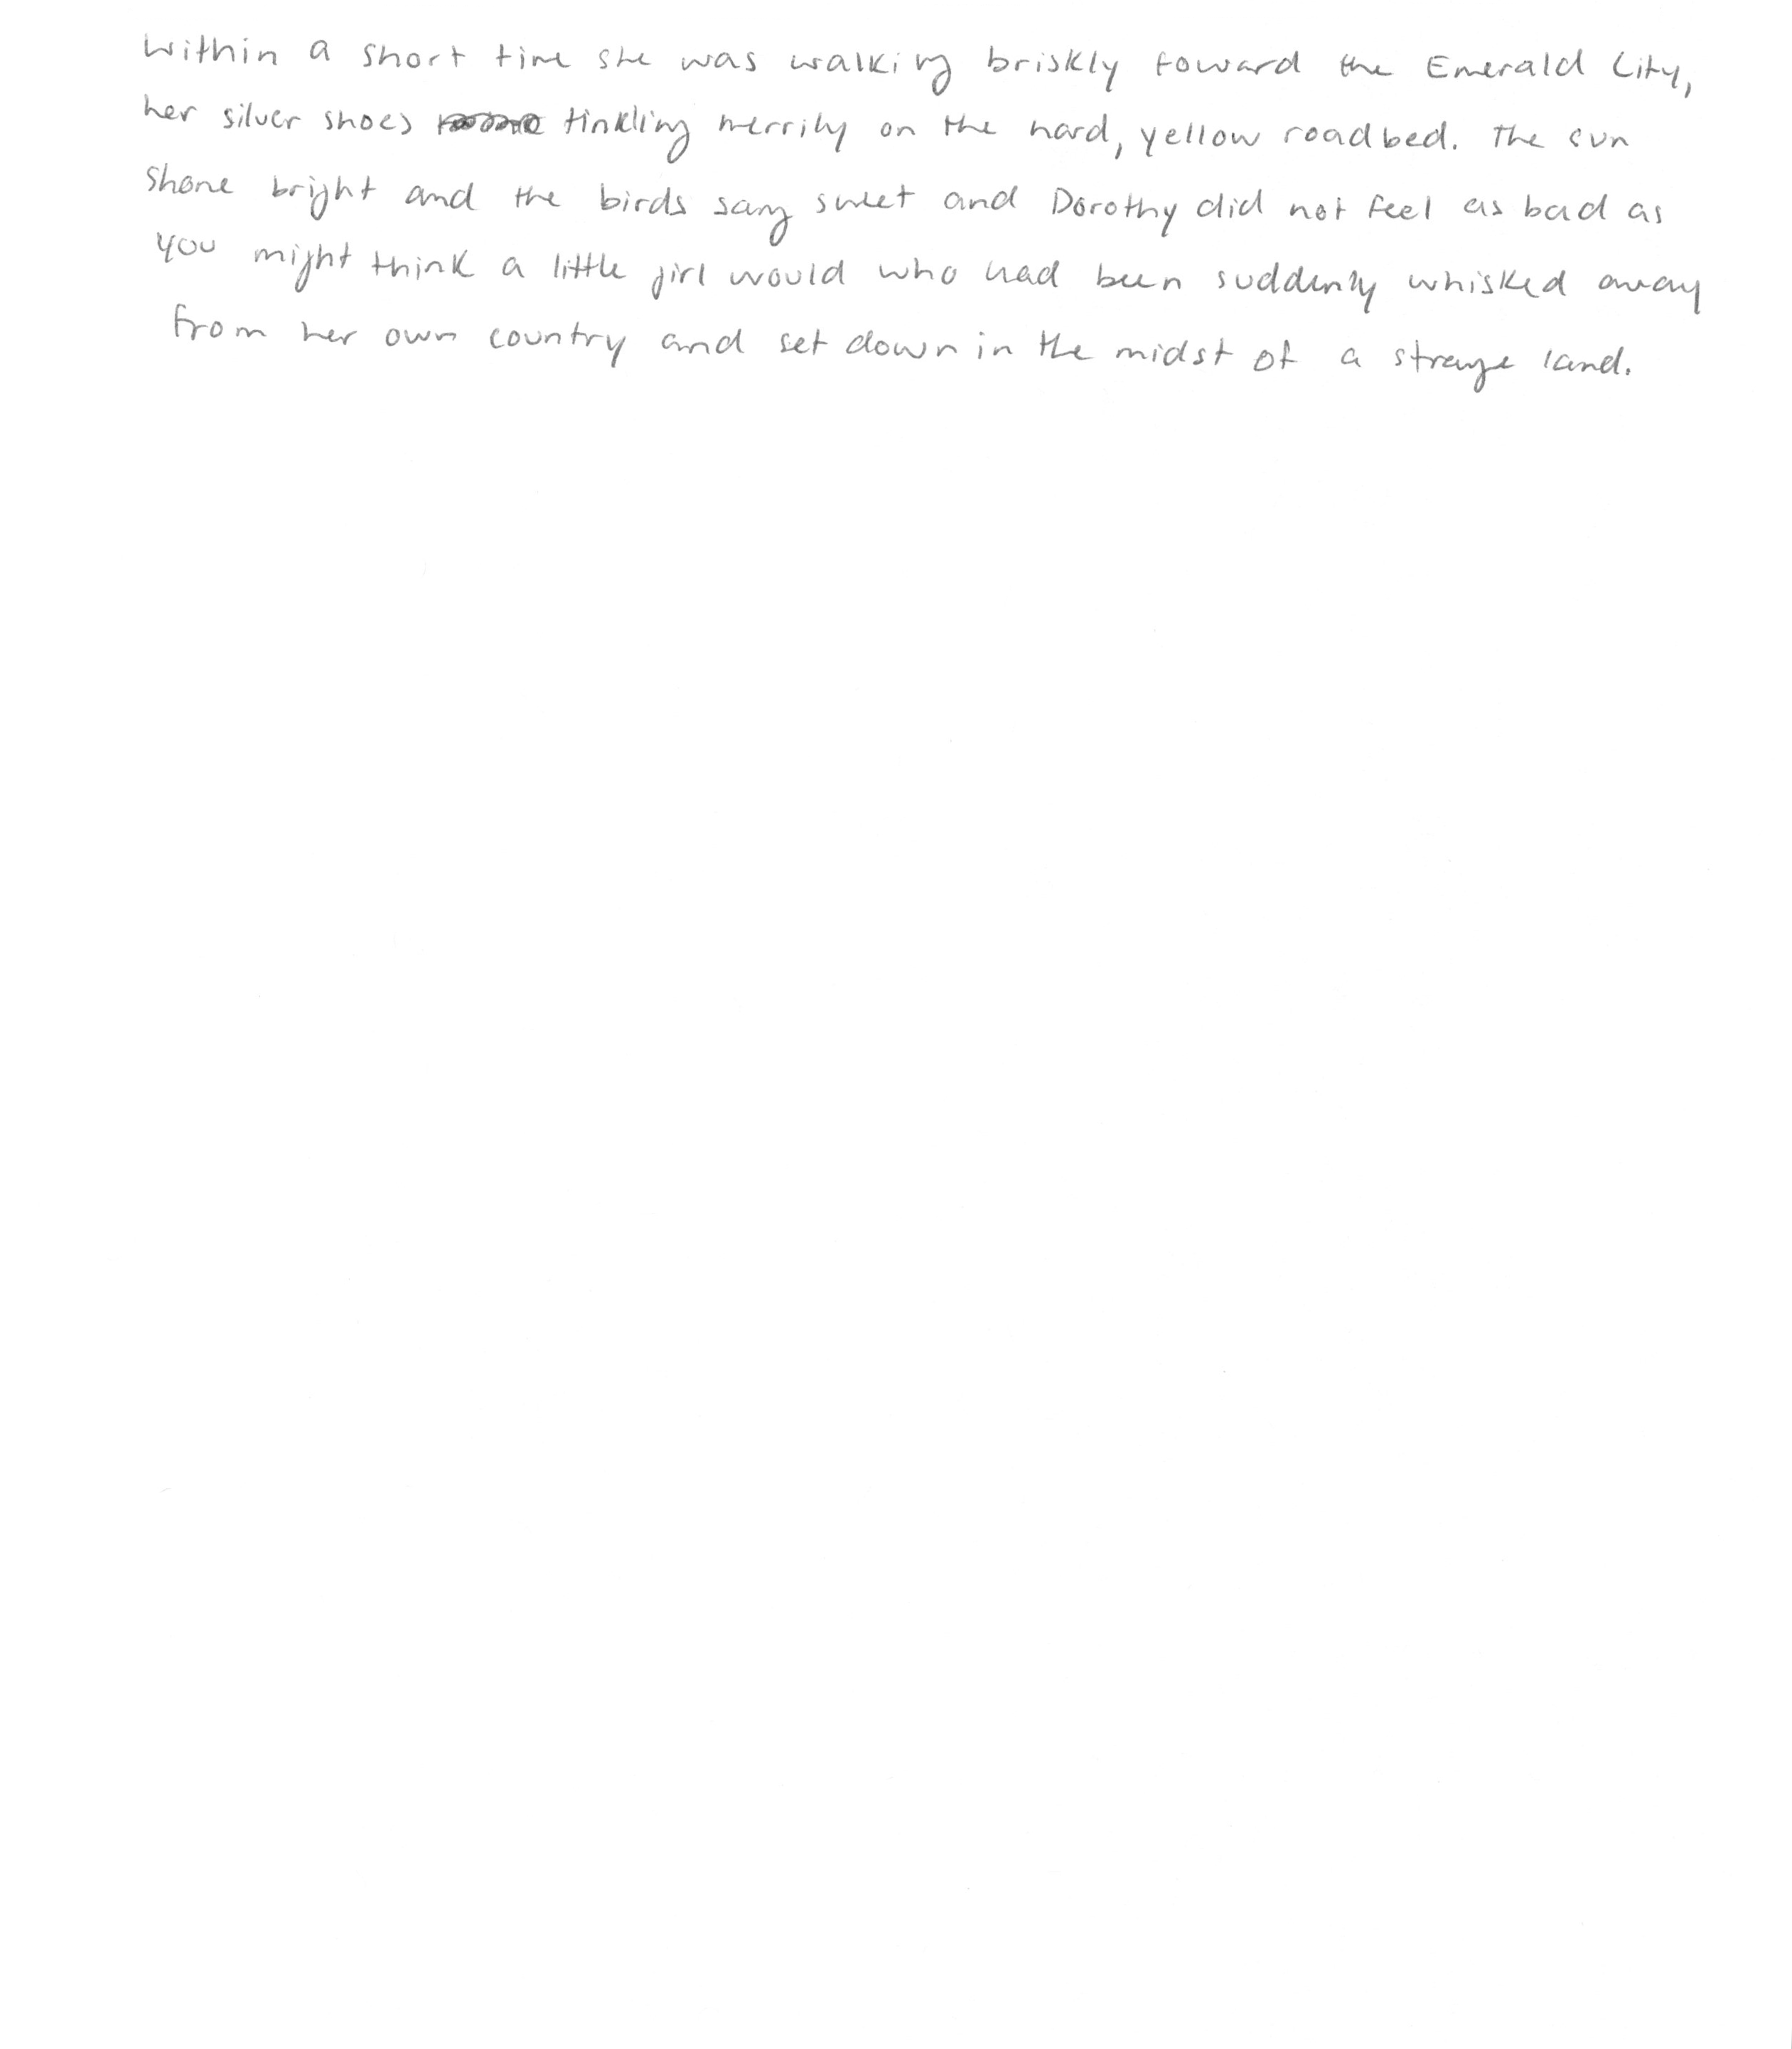 Within a short time she was walking briskly toward the Emerald City,
her silver shoes tinkling merrily on the hard, yellow roadbed. The sun
shone bright and the birds sang sweet and Dorothy did not feel as bad as
you might think a little girl would who had been suddenly whisked away
from her own country and set down in the midst of a strange land.